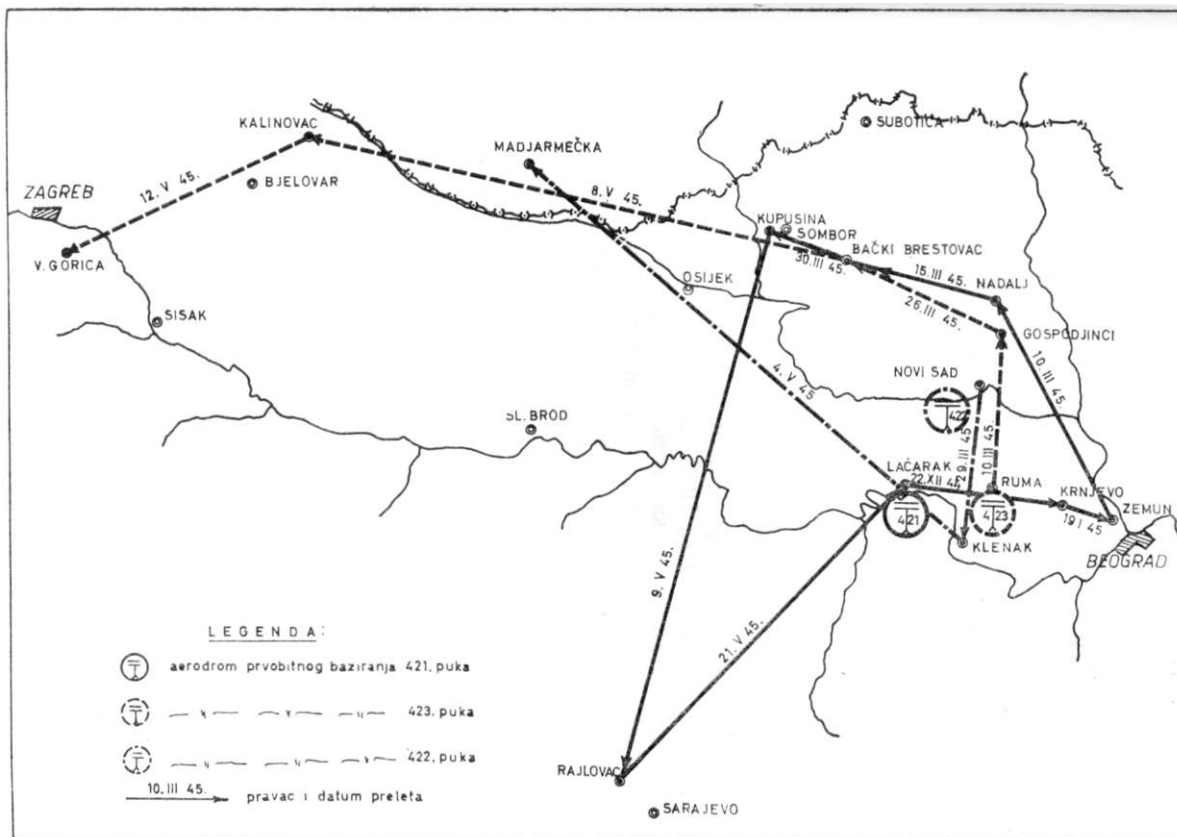 SUBOTICA
KALINOVAC
MADJARMEČKA
BJELOVAR
ZAGREB
12. V 45.
8. V 45.
KUPUSINA
SOMBOR
BAČKI BRESTOVAC
V. GORICA
30. III 45.
15. III 45.
NADALJ
OSIJEK
26. III 45.
SISAK
GOSPODJINCI
4. V 45
NOVI SAD
10. III 45
422
SL. BROD
29. III 45
10. III 45.
LAĆARAK
22. XII 44
RUMA
KRNJEVO
421
423
19 I 45
ZEMUN
KLENAK
BEOGRAD
9. V 45.
21. V 45.
LEGENDA:
aerodrom prvobitnog baziranja 421. puka
423. puka
422. puka
10. III 45. pravac i datum preleta
RAJLOVAC
SARAJEVO